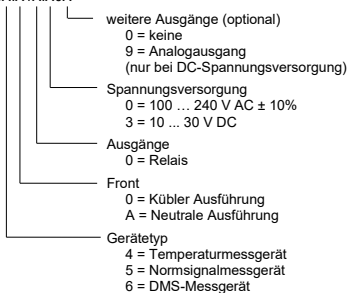 weitere Ausgänge (optional)
0 = keine
9 = Analogausgang
(nur bei DC-Spannungsversorgung)
Spannungsversorgung
0 = 100 … 240 V AC ± 10%
3 = 10 ... 30 V DC
Ausgänge
0 = Relais
Front
0 = Kübler Ausführung
A = Neutrale Ausführung
Gerätetyp
4 = Temperaturmessgerät
5 = Normsignalmessgerät
6 = DMS-Messgerät